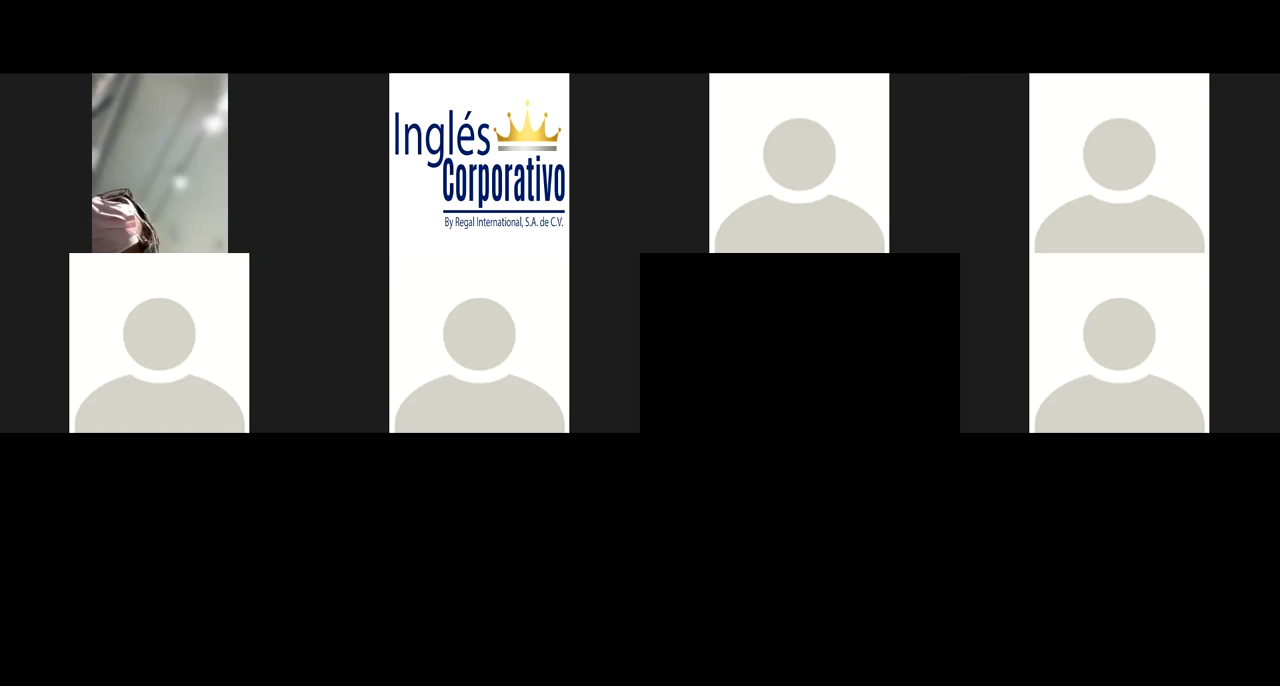 Inglés
Corporativo
By Regal International, S.A. de C.V.